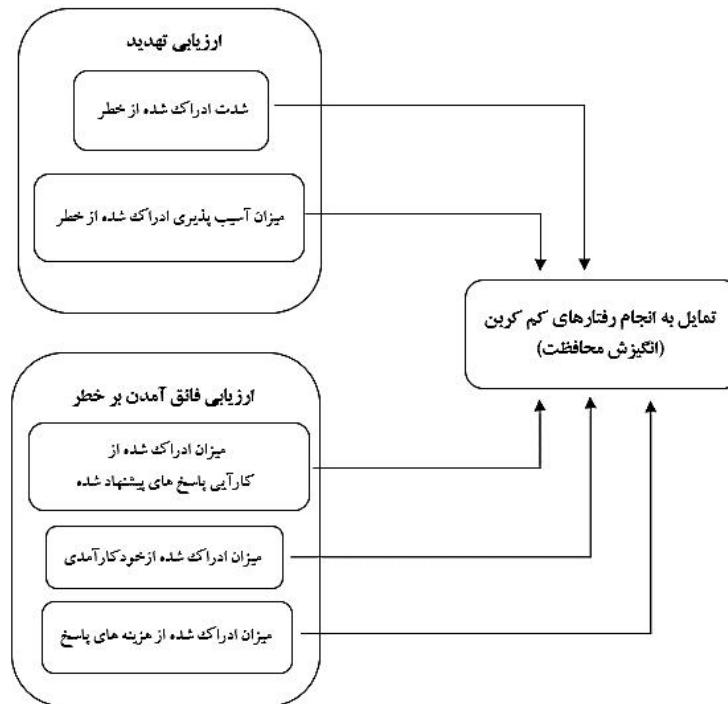 ارزیابی تهدید
شدت ادراک شده از خطر
میزان آسیب پذیری ادراک شده از خطر
تمایل به انجام رفتارهای کم کربن
(انگیزش محافظت)
ارزیابی فائق آمدن بر خطر
میزان ادراک شده از
کارآیی پاسخ های پیشنهاد شده
میزان ادراک شده ازخودکارآمدی
میزان ادراک شده از هزینه های پاسخ